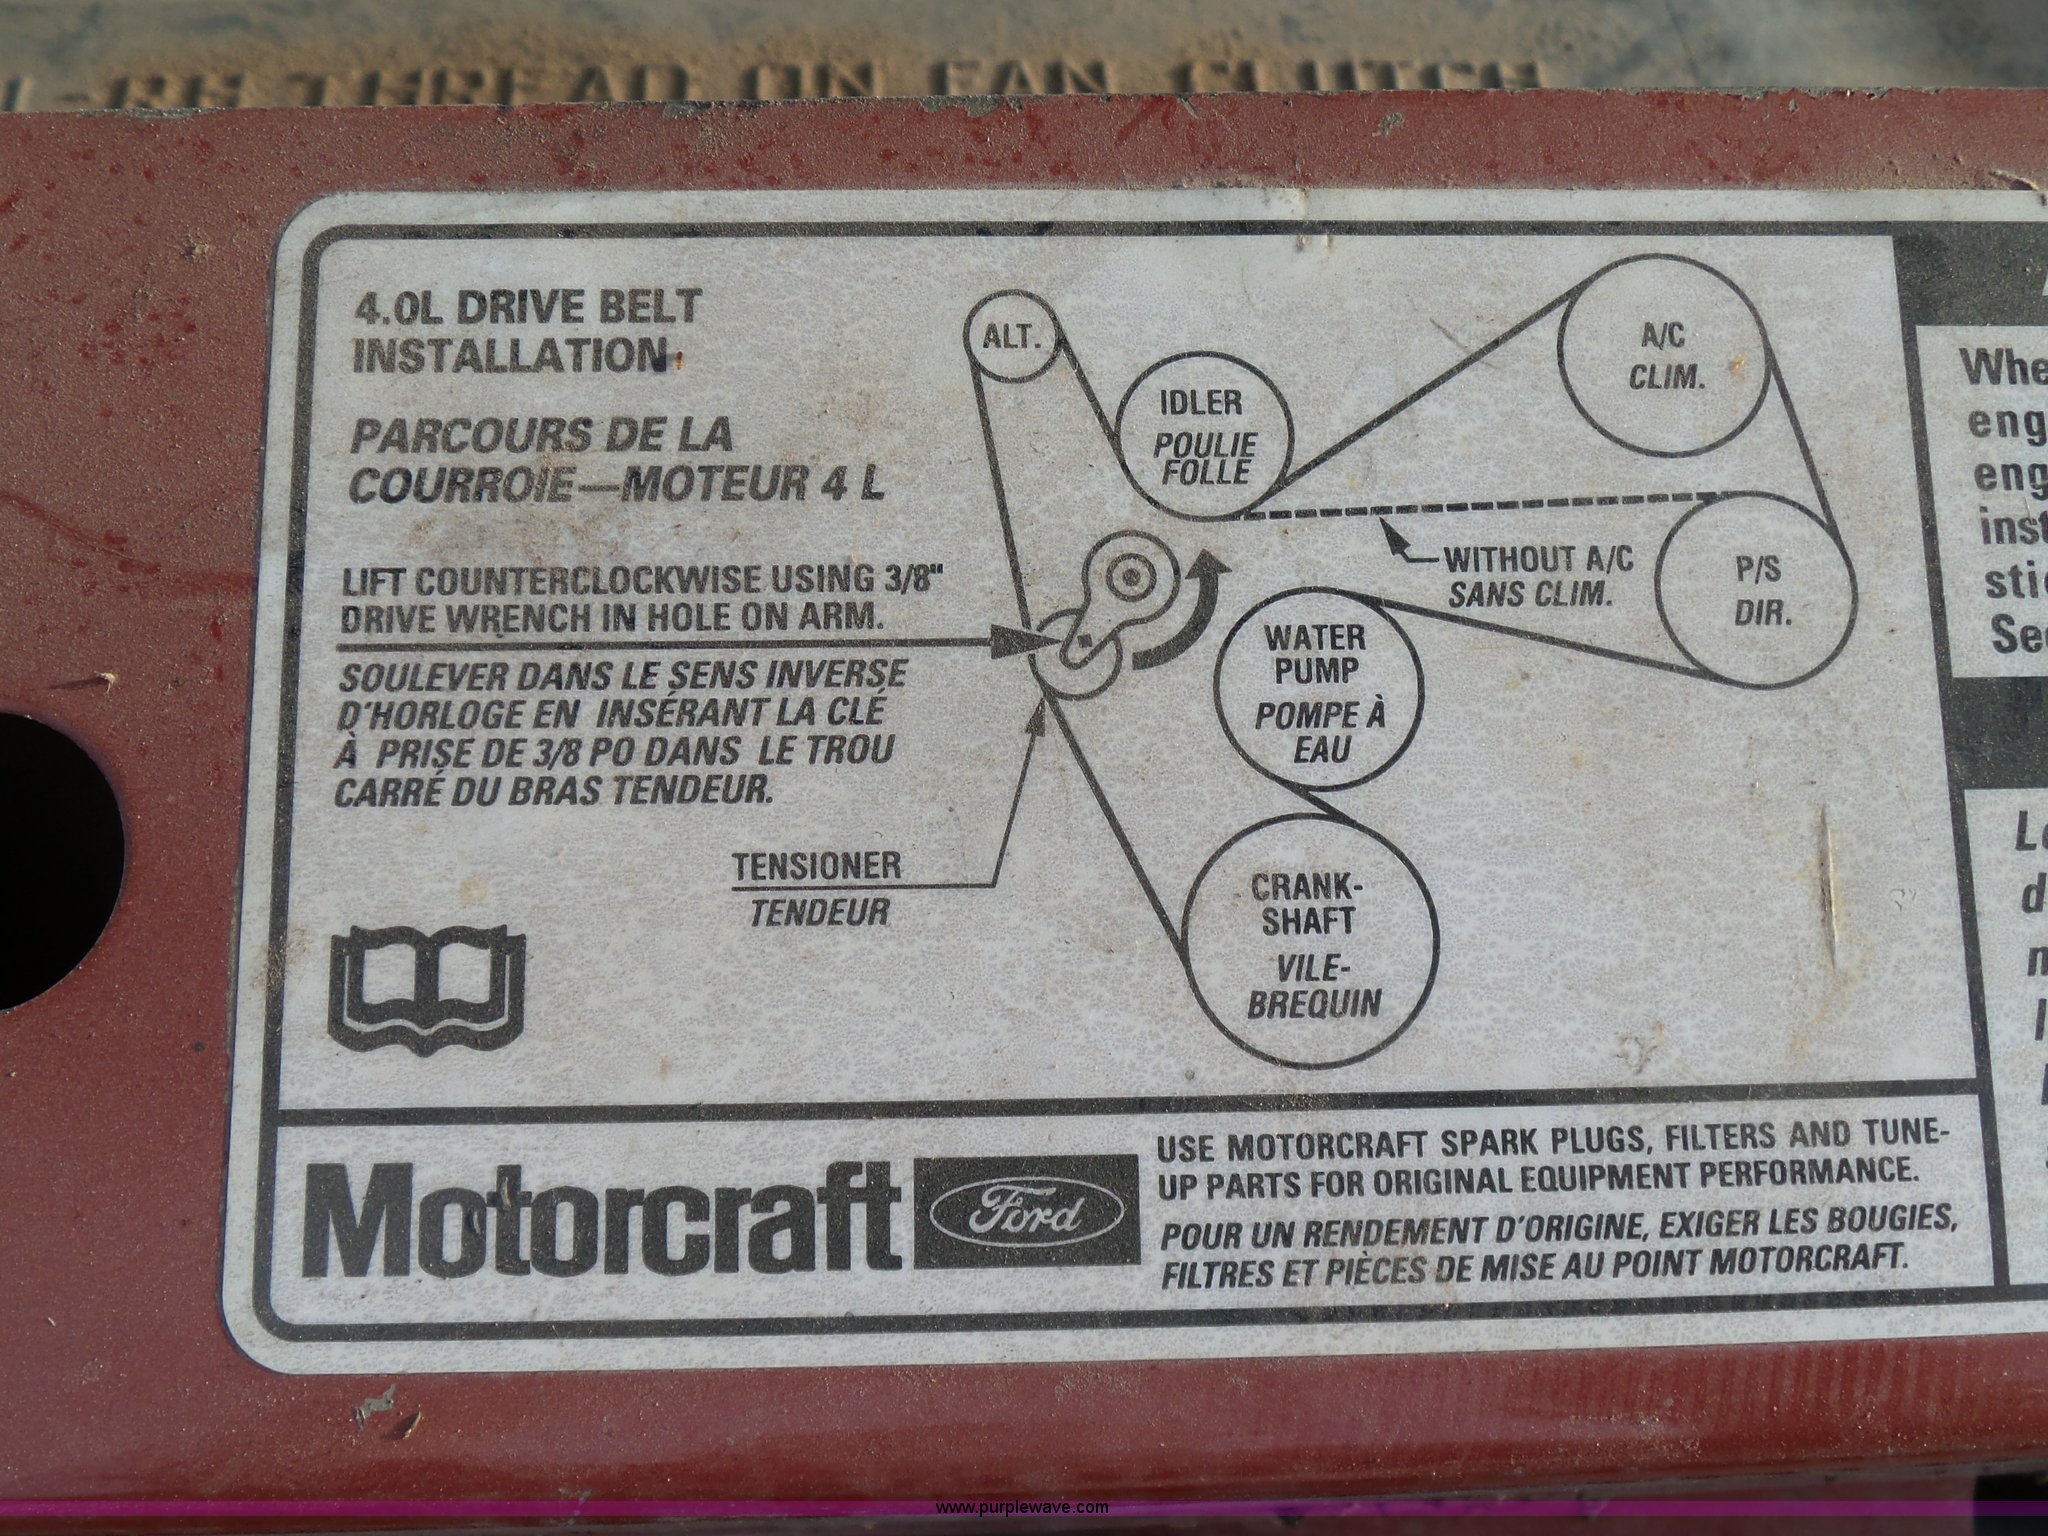 THREAD ON FAN CLUTCH
4.0L DRIVE BELT
INSTALLATION
PARCOURS DE LA
COURROIE—MOTEUR 4 L
LIFT COUNTERCLOCKWISE USING 3/8"
DRIVE WRENCH IN HOLE ON ARM.
SOULEVER DANS LE SENS INVERSE
D'HORLOGE EN INSÉRANT LA CLÉ
À PRISE DE 3/8 PO DANS LE TROU
CARRÉ DU BRAS TENDEUR.
TENSIONER
TENDEUR
ALT.
IDLER
POULIE
FOLLE
A/C
CLIM.
WITHOUT A/C
SANS CLIM.
P/S
DIR.
WATER
PUMP
POMPE À
EAU
CRANK-
SHAFT
VILE-
BREQUIN
Motorcraft
Ford
USE MOTORCRAFT SPARK PLUGS, FILTERS AND TUNE-
UP PARTS FOR ORIGINAL EQUIPMENT PERFORMANCE.
POUR UN RENDEMENT D'ORIGINE, EXIGER LES BOUGIES,
FILTRES ET PIÈCES DE MISE AU POINT MOTORCRAFT.
www.purplewave.com